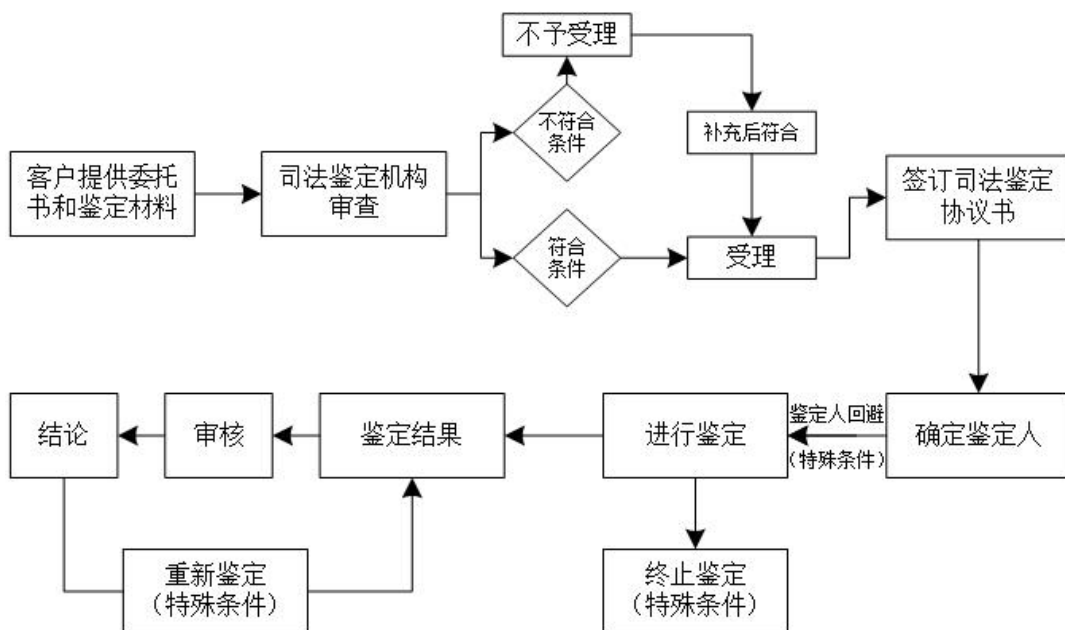 客户提供委托
书和鉴定材料
司法鉴定机构
审查
不符合
条件
不予受理
补充后符合
符合
条件
受理
签订司法鉴定
协议书
确定鉴定人
鉴定人回避
（特殊条件）
进行鉴定
终止鉴定
（特殊条件）
鉴定结果
审核
结论
重新鉴定
（特殊条件）